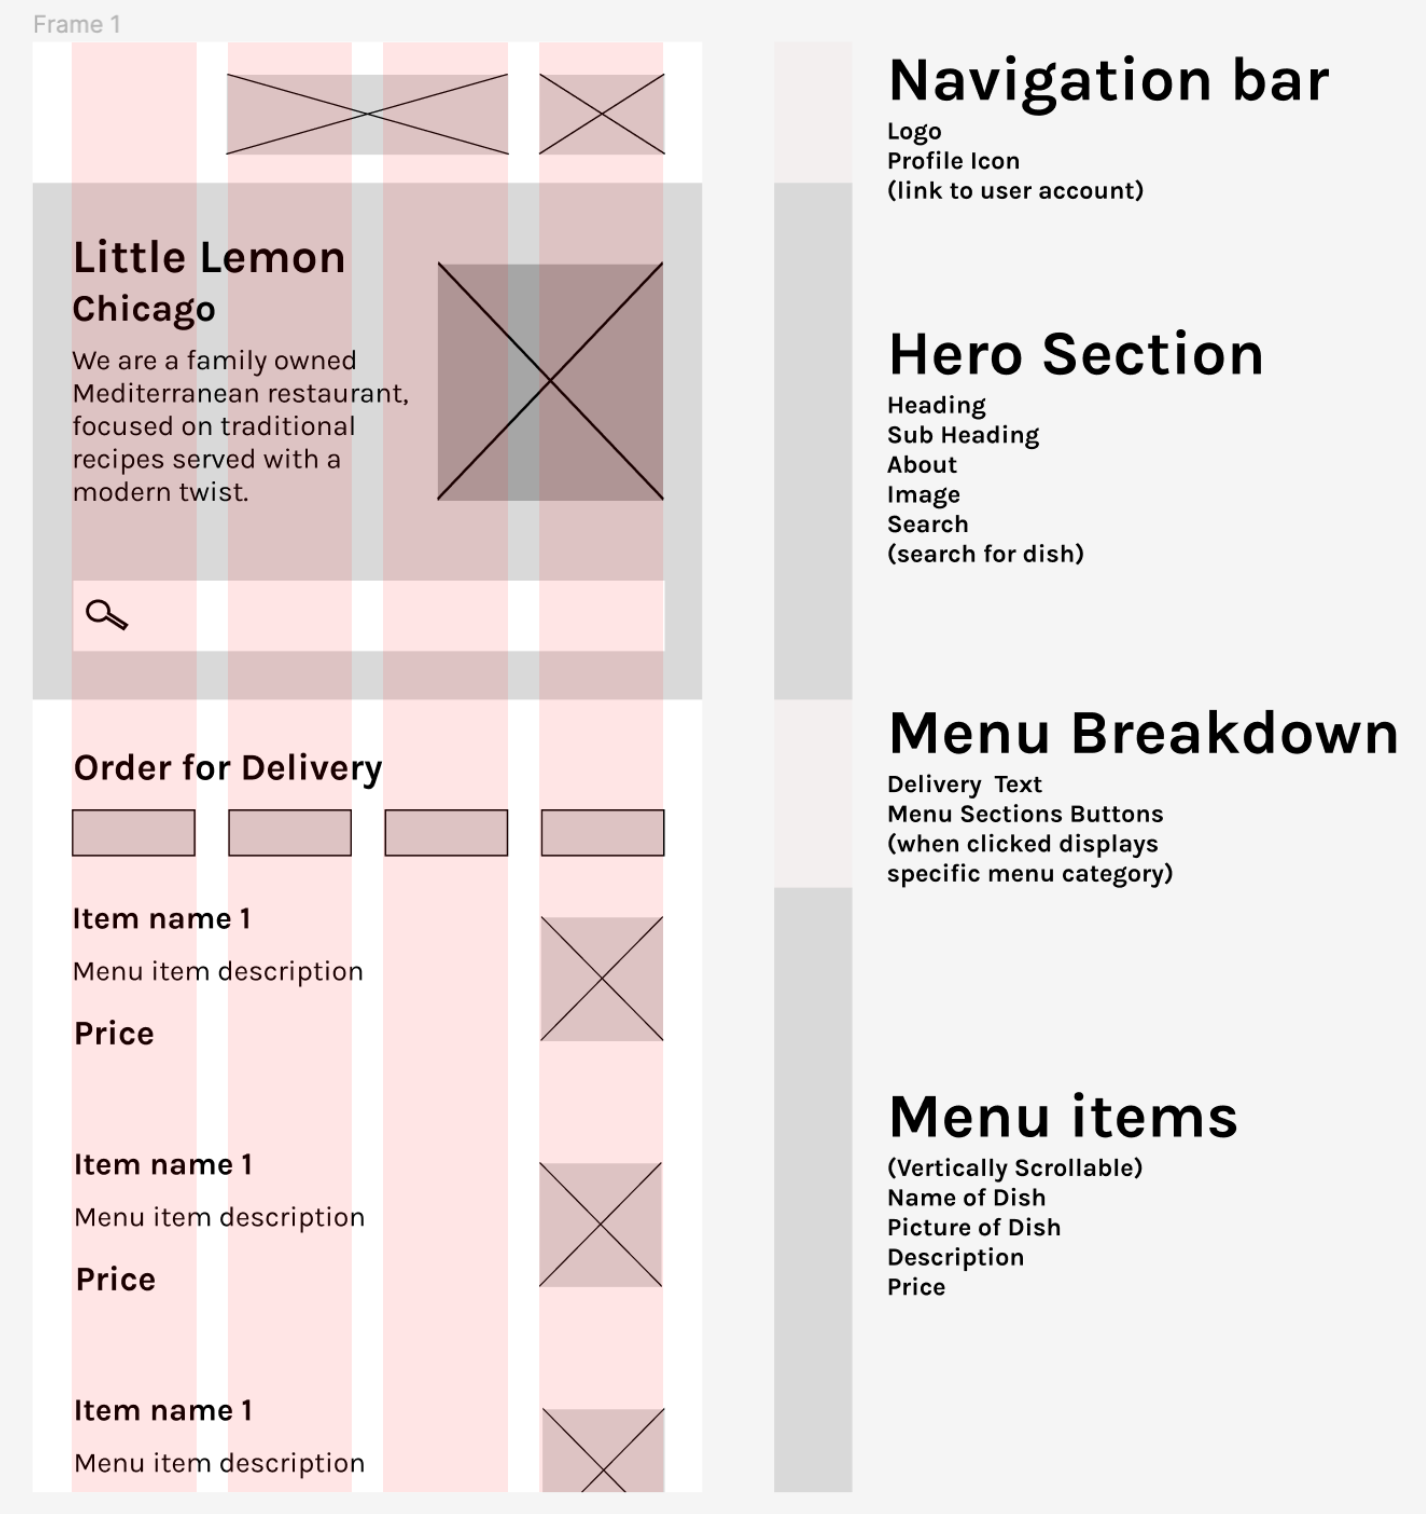 Frame 1
Little Lemon
Chicago
We are a family owned
Mediterranean restaurant,
focused on traditional
recipes served with a
modern twist.
Order for Delivery
Item name 1
Menu item description
Price
Item name 1
Menu item description
Price
Item name 1
Menu item description
Navigation bar
Logo
Profile Icon
(link to user account)
Hero Section
Heading
Sub Heading
About
Image
Search
(search for dish)
Menu Breakdown
Delivery  Text
Menu Sections Buttons
(when clicked displays
specific menu category)
Menu items
(Vertically Scrollable)
Name of Dish
Picture of Dish
Description
Price